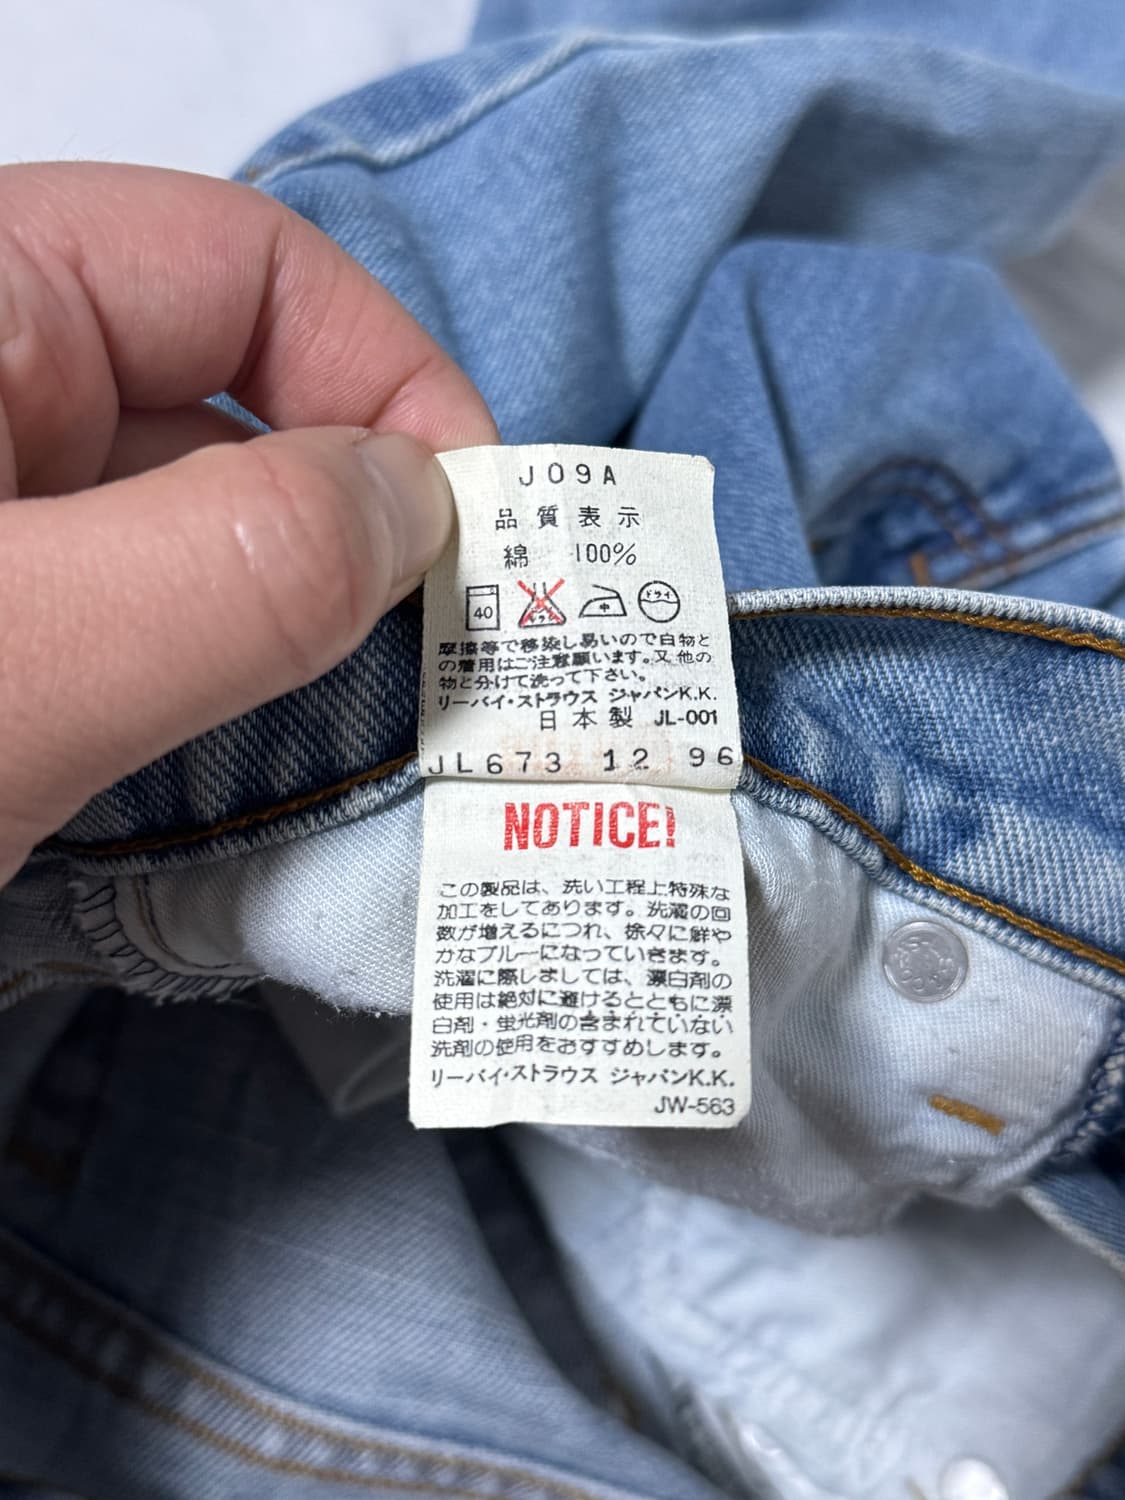 J09A
品質表示
綿 100%
40 エンソサラシ 中 ドライ
摩擦等で移染し易いので白物と
の着用はご注意願います。又他の
物と分けて洗って下さい。
リーバイ・ストラウス ジャパンK.K.
日本製 JL-001
JL673 12 96
NOTICE!
この製品は、洗い工程上特殊な
加工をしてあります。洗濯の回
数が増えるにつれ、徐々に鮮や
かなブルーになっていきます。
洗濯に際しましては、漂白剤の
使用は絶対に避けるとともに漂
白剤・蛍光剤の含まれていない
洗剤の使用をおすすめします。
リーバイ・ストラウス ジャパンK.K.
JW-563